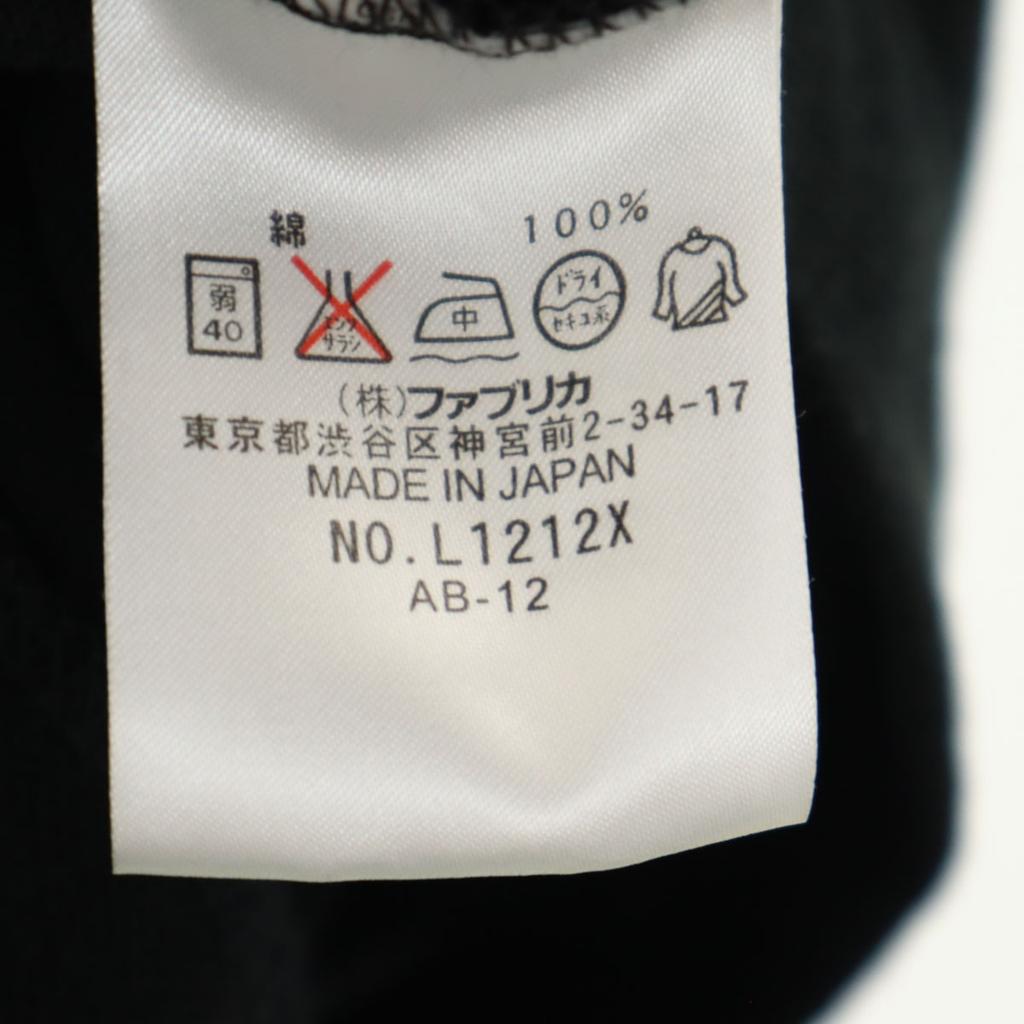 綿 100%
弱 40
エンソ サラシ
中
ドライ セキユ系
(株)ファブリカ
東京都渋谷区神宮前2-34-17
MADE IN JAPAN
NO.L1212X
AB-12